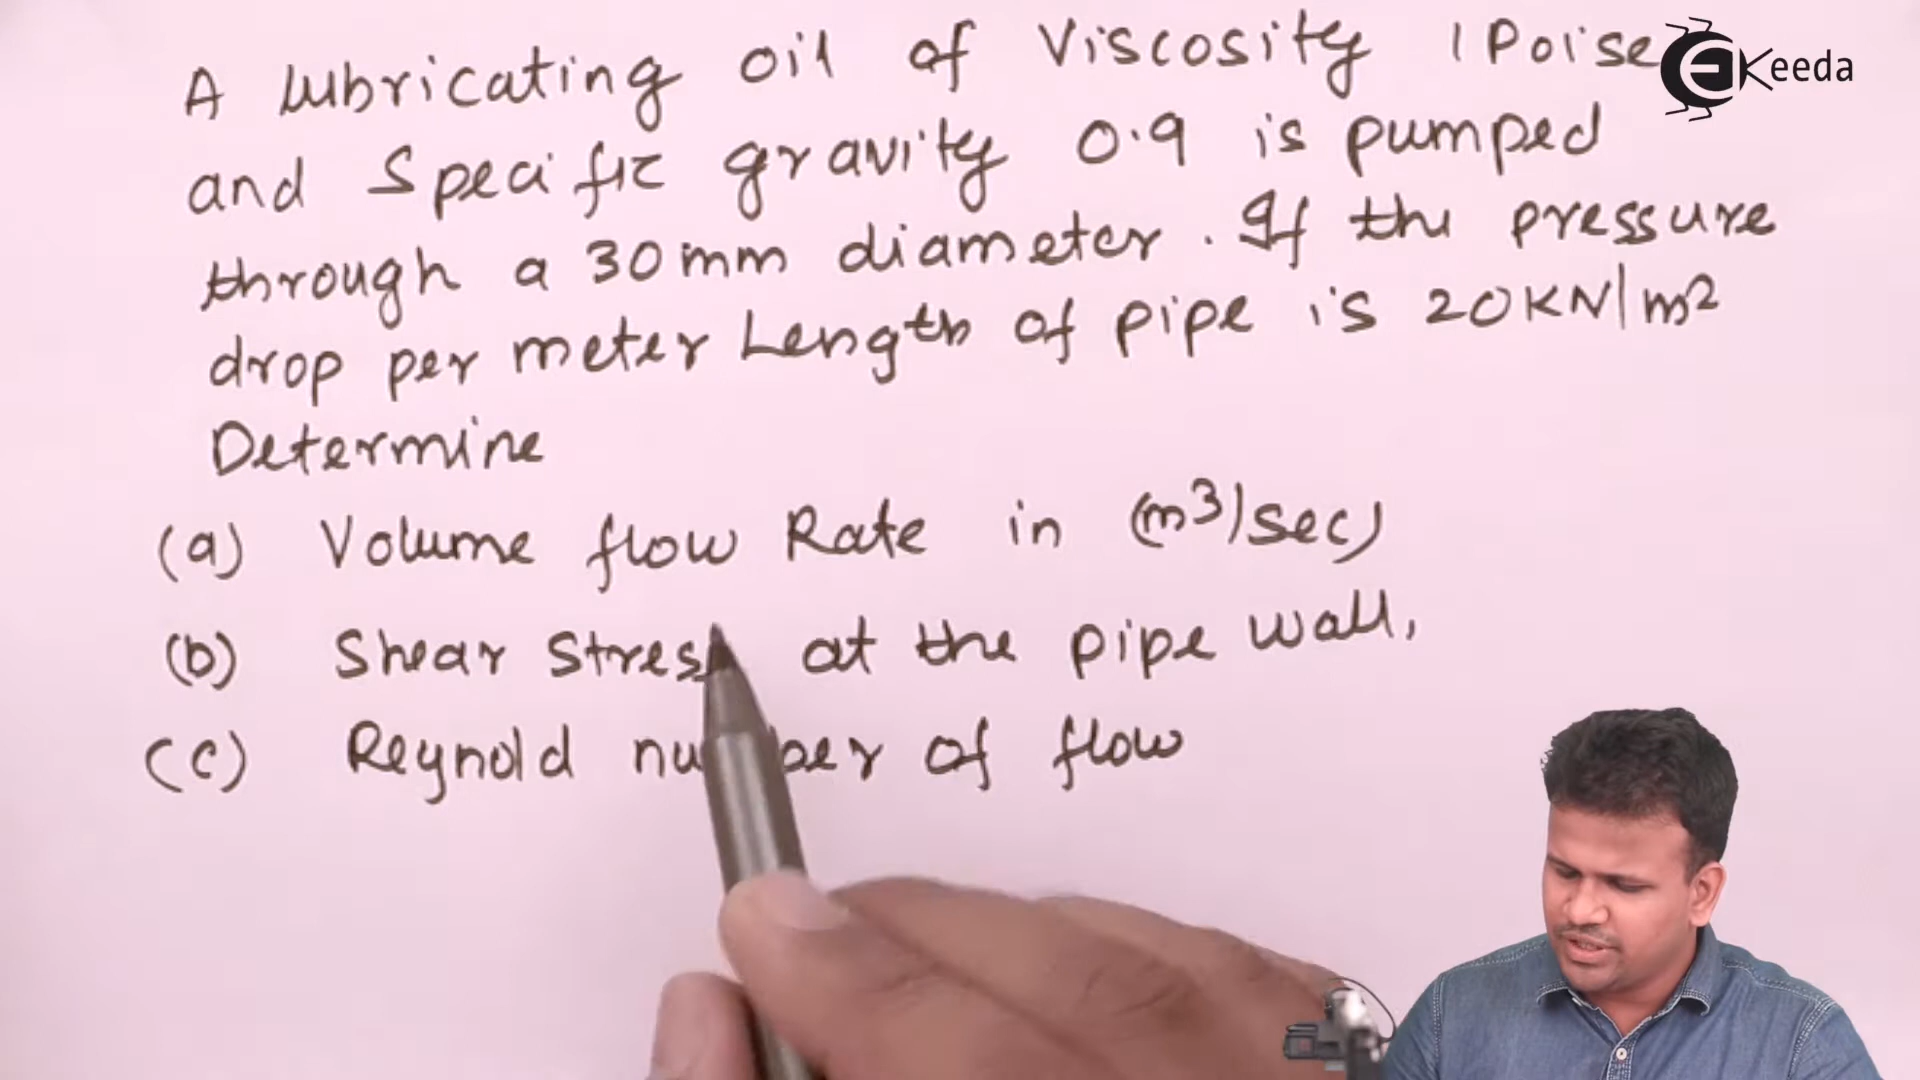 A lubricating oil of Viscosity 1 Poise
EKeeda
and Specific gravity 0.9 is pumped
through a 30mm diameter. If the pressure
drop per meter Length of pipe is 20KN/m²
Determine
(a) Volume flow Rate in (m³/sec)
(b) Shear Stress at the pipe wall,
(c) Reynold of flow